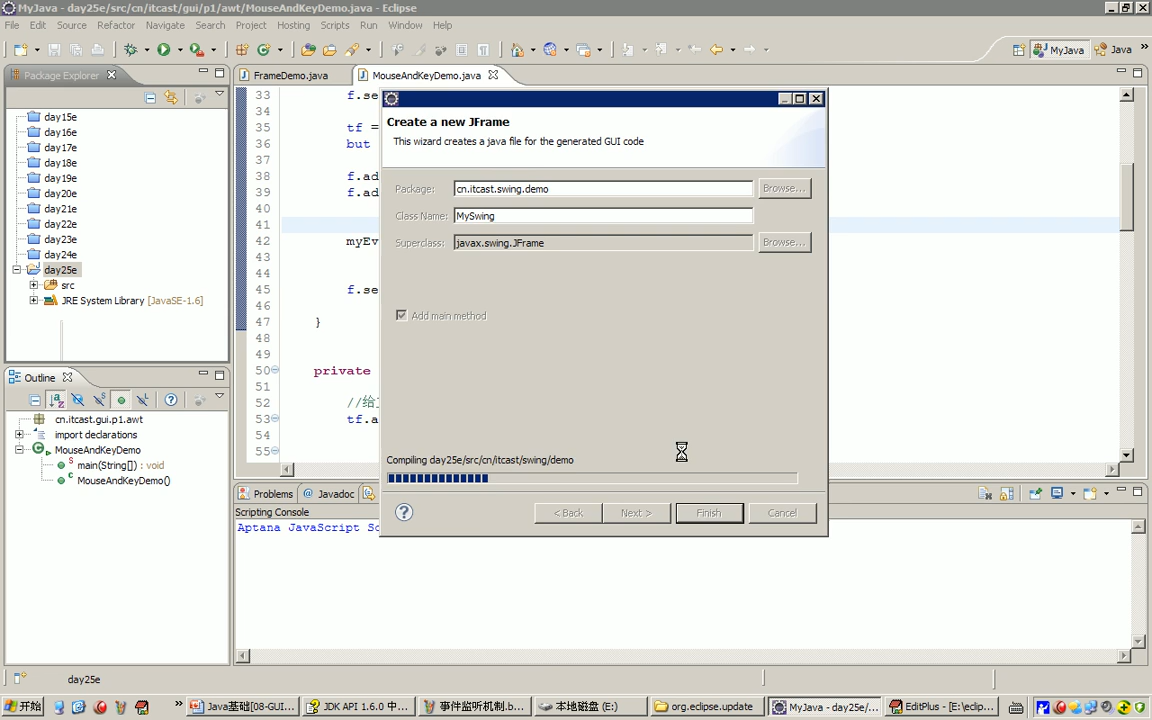 MyJava - day25e/src/cn/itcast/gui/p1/awt/MouseAndKeyDemo.java - Eclipse
File Edit Source Refactor Navigate Search Project Hosting Scripts Run Window Help
MyJava Java »
Package Explorer
day15e
day16e
day17e
day18e
day19e
day20e
day21e
day22e
day23e
day24e
day25e
src
JRE System Library [JavaSE-1.6]
Outline
cn.itcast.gui.p1.awt
import declarations
MouseAndKeyDemo
main(String[]) : void
MouseAndKeyDemo()
FrameDemo.java MouseAndKeyDemo.java
33 f.se
34
35 tf =
36 but
37
38 f.ad
39 f.ad
40
41
42 myEv
43
44
45 f.se
46
47 }
48
49
50 private
51
52 //给
53 tf.a
54
55
Create a new JFrame
This wizard creates a java file for the generated GUI code
Package: cn.itcast.swing.demo Browse...
Class Name: MySwing
Superclass: javax.swing.JFrame Browse...
Add main method
Compiling day25e/src/cn/itcast/swing/demo
? < Back Next > Finish Cancel
Problems @ Javadoc
Scripting Console
Aptana JavaScript Sc
day25e
开始 » Java基础[08-GUI... JDK API 1.6.0 中... 事件监听机制.b... 本地磁盘 (E:) org.eclipse.update MyJava - day25e/... EditPlus - [E:\eclip...